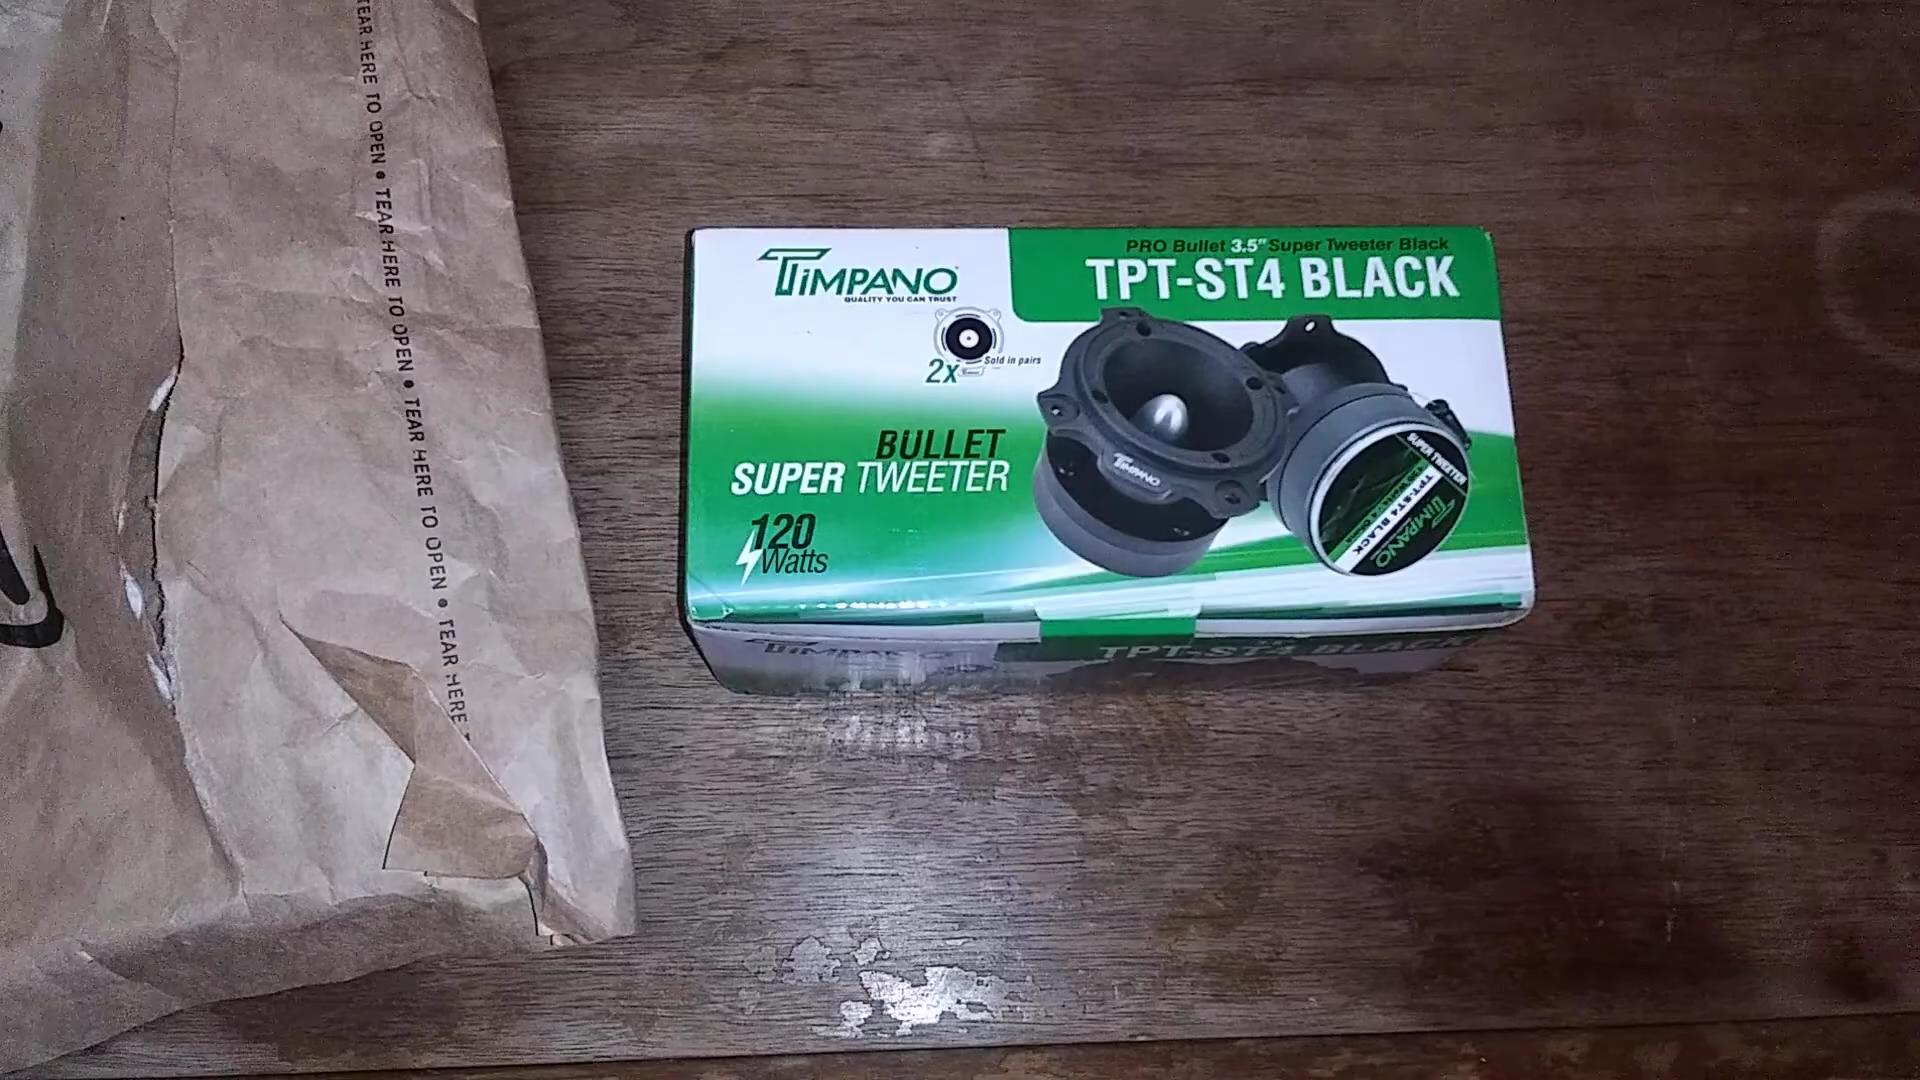 TEAR HERE TO OPEN • TEAR HERE TO OPEN • TEAR HERE TO OPEN • TEAR HERE
TiMPANO
QUALITY YOU CAN TRUST
PRO Bullet 3.5" Super Tweeter Black
TPT-ST4 BLACK
2x
Sold in pairs
BULLET
SUPER TWEETER
120
Watts
TiMPANO
SUPER TWEETER
TPT-ST4 BLACK
TiMPANO
TiMPANO
TPT-ST4 BLACK